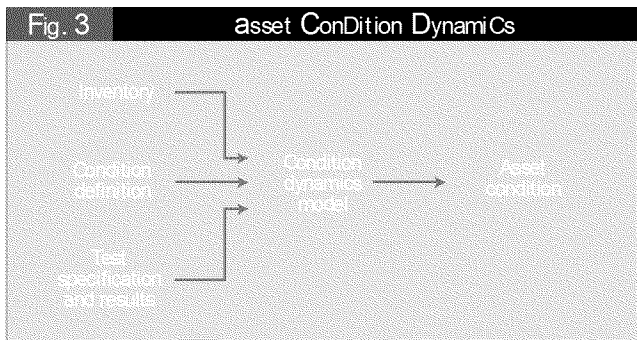 Fig. 3
asset ConDition DynamiCs
Inventory
Condition
definition
Test
specification
and results
Condition
dynamics
model
Asset
condition